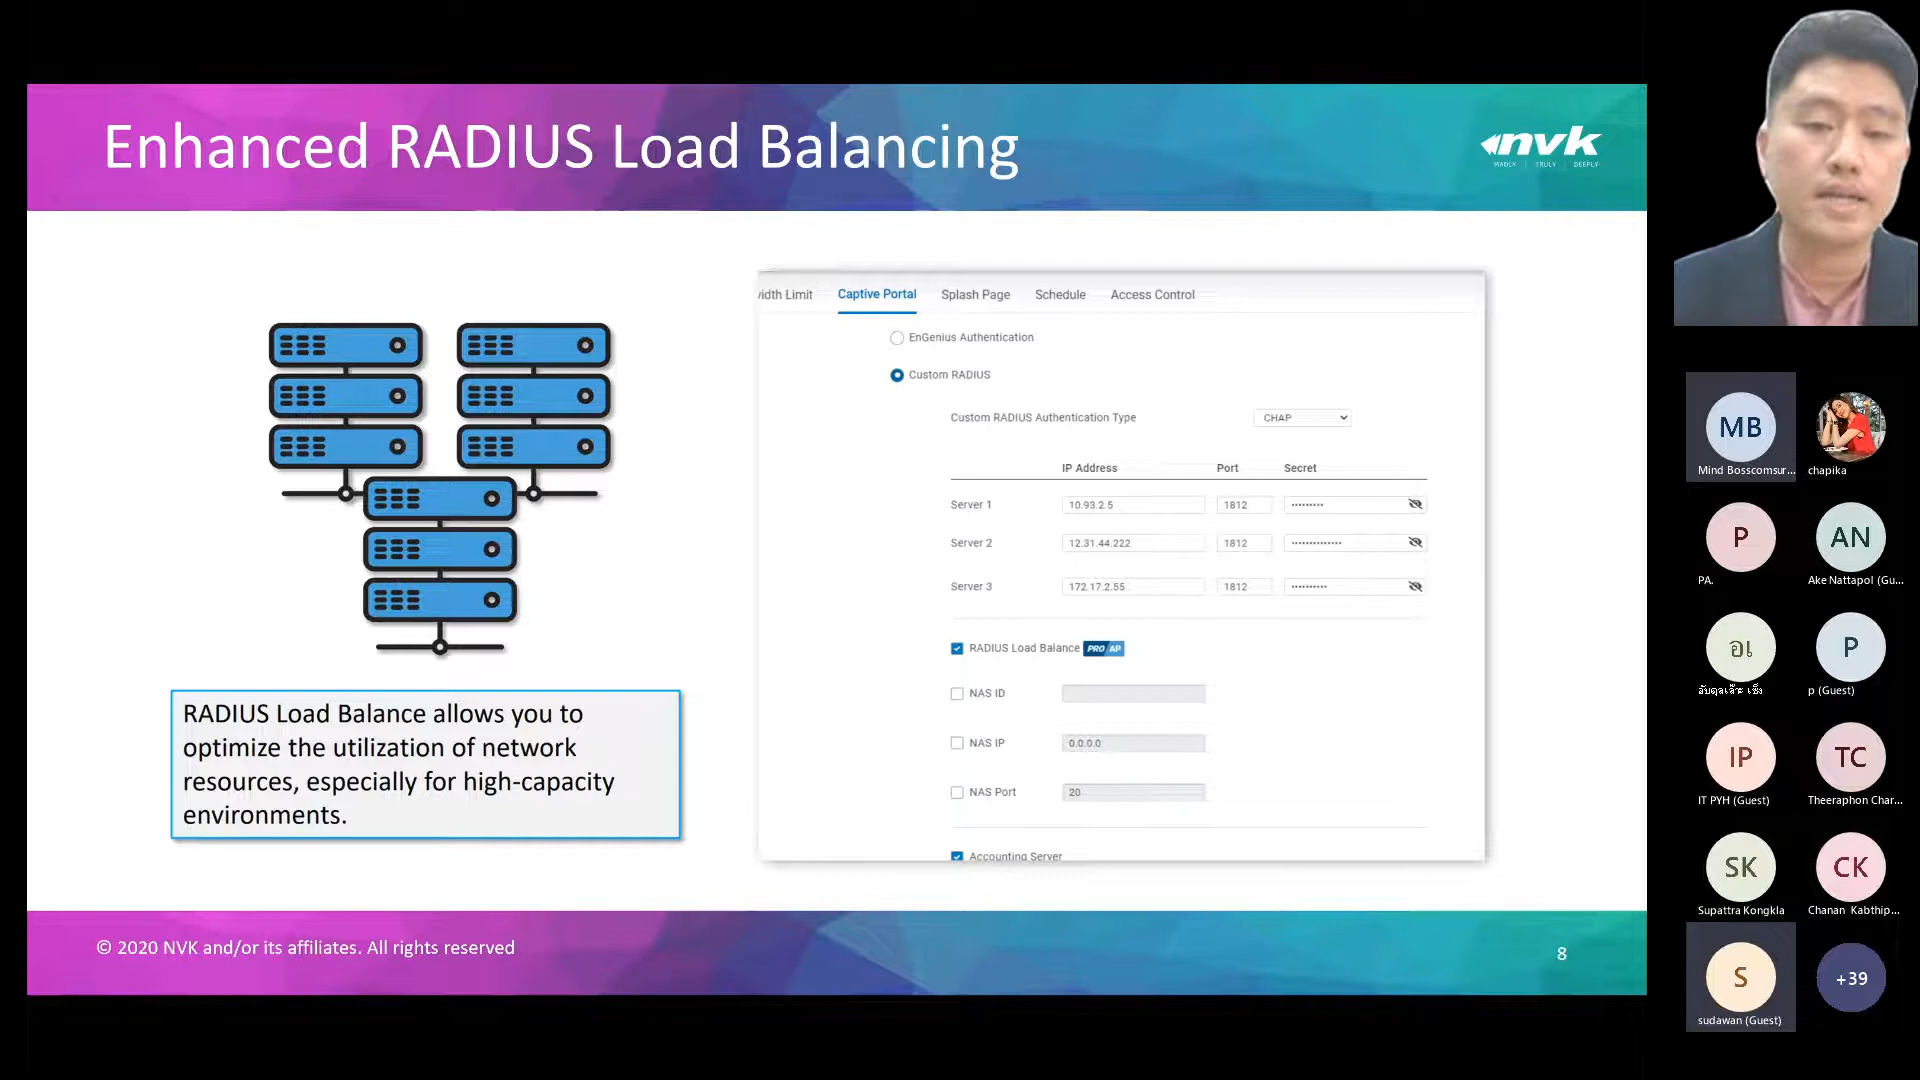 Enhanced RADIUS Load Balancing
nvk
MADLY | TRULY | DEEPLY
RADIUS Load Balance allows you to
optimize the utilization of network
resources, especially for high-capacity
environments.
vidth Limit Captive Portal Splash Page Schedule Access Control
EnGenius Authentication
Custom RADIUS
Custom RADIUS Authentication Type CHAP
IP Address Port Secret
Server 1 10.93.2.5 1812
Server 2 12.31.44.222 1812
Server 3 172.17.2.55 1812
RADIUS Load Balance PRO AP
NAS ID
NAS IP 0.0.0.0
NAS Port 20
Accounting Server
© 2020 NVK and/or its affiliates. All rights reserved
8
MB
Mind Bosscomsur...
chapika
P
PA.
AN
Ake Nattapol (Gu...
อเ
P
p (Guest)
IP
IT PYH (Guest)
TC
Theeraphon Char...
SK
Supattra Kongkla
CK
Chanan Kabthip...
S
sudawan (Guest)
+39